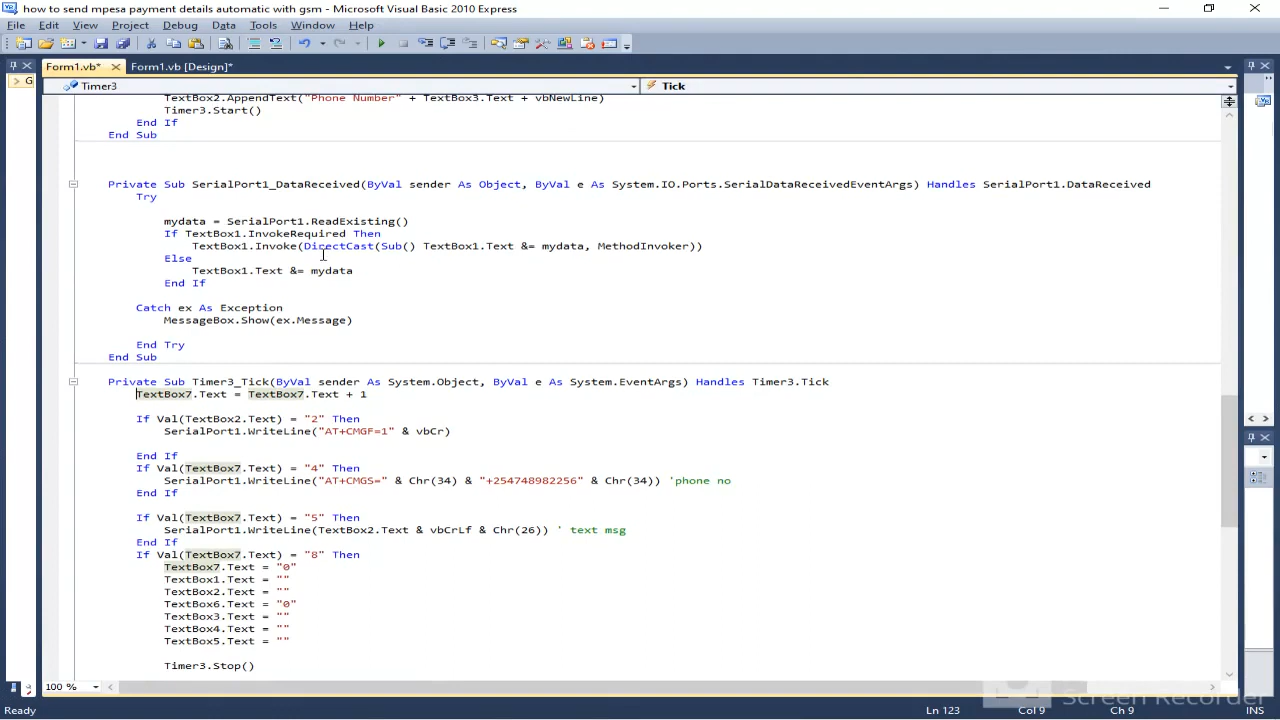 how to send mpesa payment details automatic with gsm - Microsoft Visual Basic 2010 Express
File Edit View Project Debug Data Tools Window Help
Form1.vb* Form1.vb [Design]*
G
Timer3 Tick
TextBox2.AppendText("Phone Number" + TextBox3.Text + vbNewLine)
Timer3.Start()
End If
End Sub
Private Sub SerialPort1_DataReceived(ByVal sender As Object, ByVal e As System.IO.Ports.SerialDataReceivedEventArgs) Handles SerialPort1.DataReceived
Try
mydata = SerialPort1.ReadExisting()
If TextBox1.InvokeRequired Then
TextBox1.Invoke(DirectCast(Sub() TextBox1.Text &= mydata, MethodInvoker))
Else
TextBox1.Text &= mydata
End If
Catch ex As Exception
MessageBox.Show(ex.Message)
End Try
End Sub
Private Sub Timer3_Tick(ByVal sender As System.Object, ByVal e As System.EventArgs) Handles Timer3.Tick
TextBox7.Text = TextBox7.Text + 1
If Val(TextBox2.Text) = "2" Then
SerialPort1.WriteLine("AT+CMGF=1" & vbCr)
End If
If Val(TextBox7.Text) = "4" Then
SerialPort1.WriteLine("AT+CMGS=" & Chr(34) & "+254748982256" & Chr(34)) 'phone no
End If
If Val(TextBox7.Text) = "5" Then
SerialPort1.WriteLine(TextBox2.Text & vbCrLf & Chr(26)) ' text msg
End If
If Val(TextBox7.Text) = "8" Then
TextBox7.Text = "0"
TextBox1.Text = ""
TextBox2.Text = ""
TextBox6.Text = "0"
TextBox3.Text = ""
TextBox4.Text = ""
TextBox5.Text = ""
Timer3.Stop()
100 %
Screen Recorder
Ready Ln 123 Col 9 Ch 9 INS